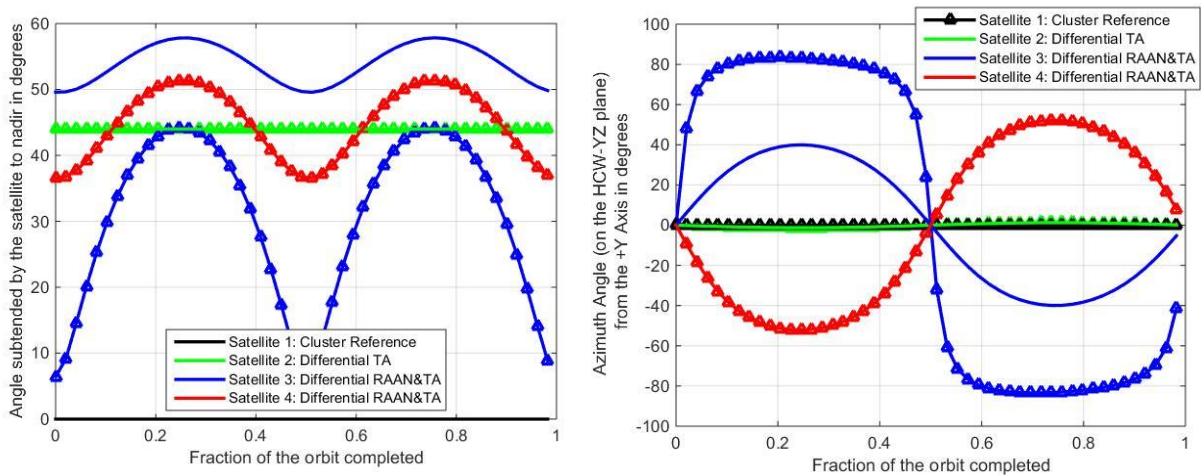 60
50
40
30
20
10
0
0
0.2
0.4
0.6
0.8
1
Angle subtended by the satellite to nadir in degrees
Fraction of the orbit completed
Satellite 1: Cluster Reference
Satellite 2: Differential TA
Satellite 3: Differential RAAN&TA
Satellite 4: Differential RAAN&TA
100
80
60
40
20
0
-20
-40
-60
-80
-100
0
0.2
0.4
0.6
0.8
1
Azimuth Angle (on the HCW-YZ plane)
from the +Y Axis in degrees
Fraction of the orbit completed
Satellite 1: Cluster Reference
Satellite 2: Differential TA
Satellite 3: Differential RAAN&TA
Satellite 4: Differential RAAN&TA